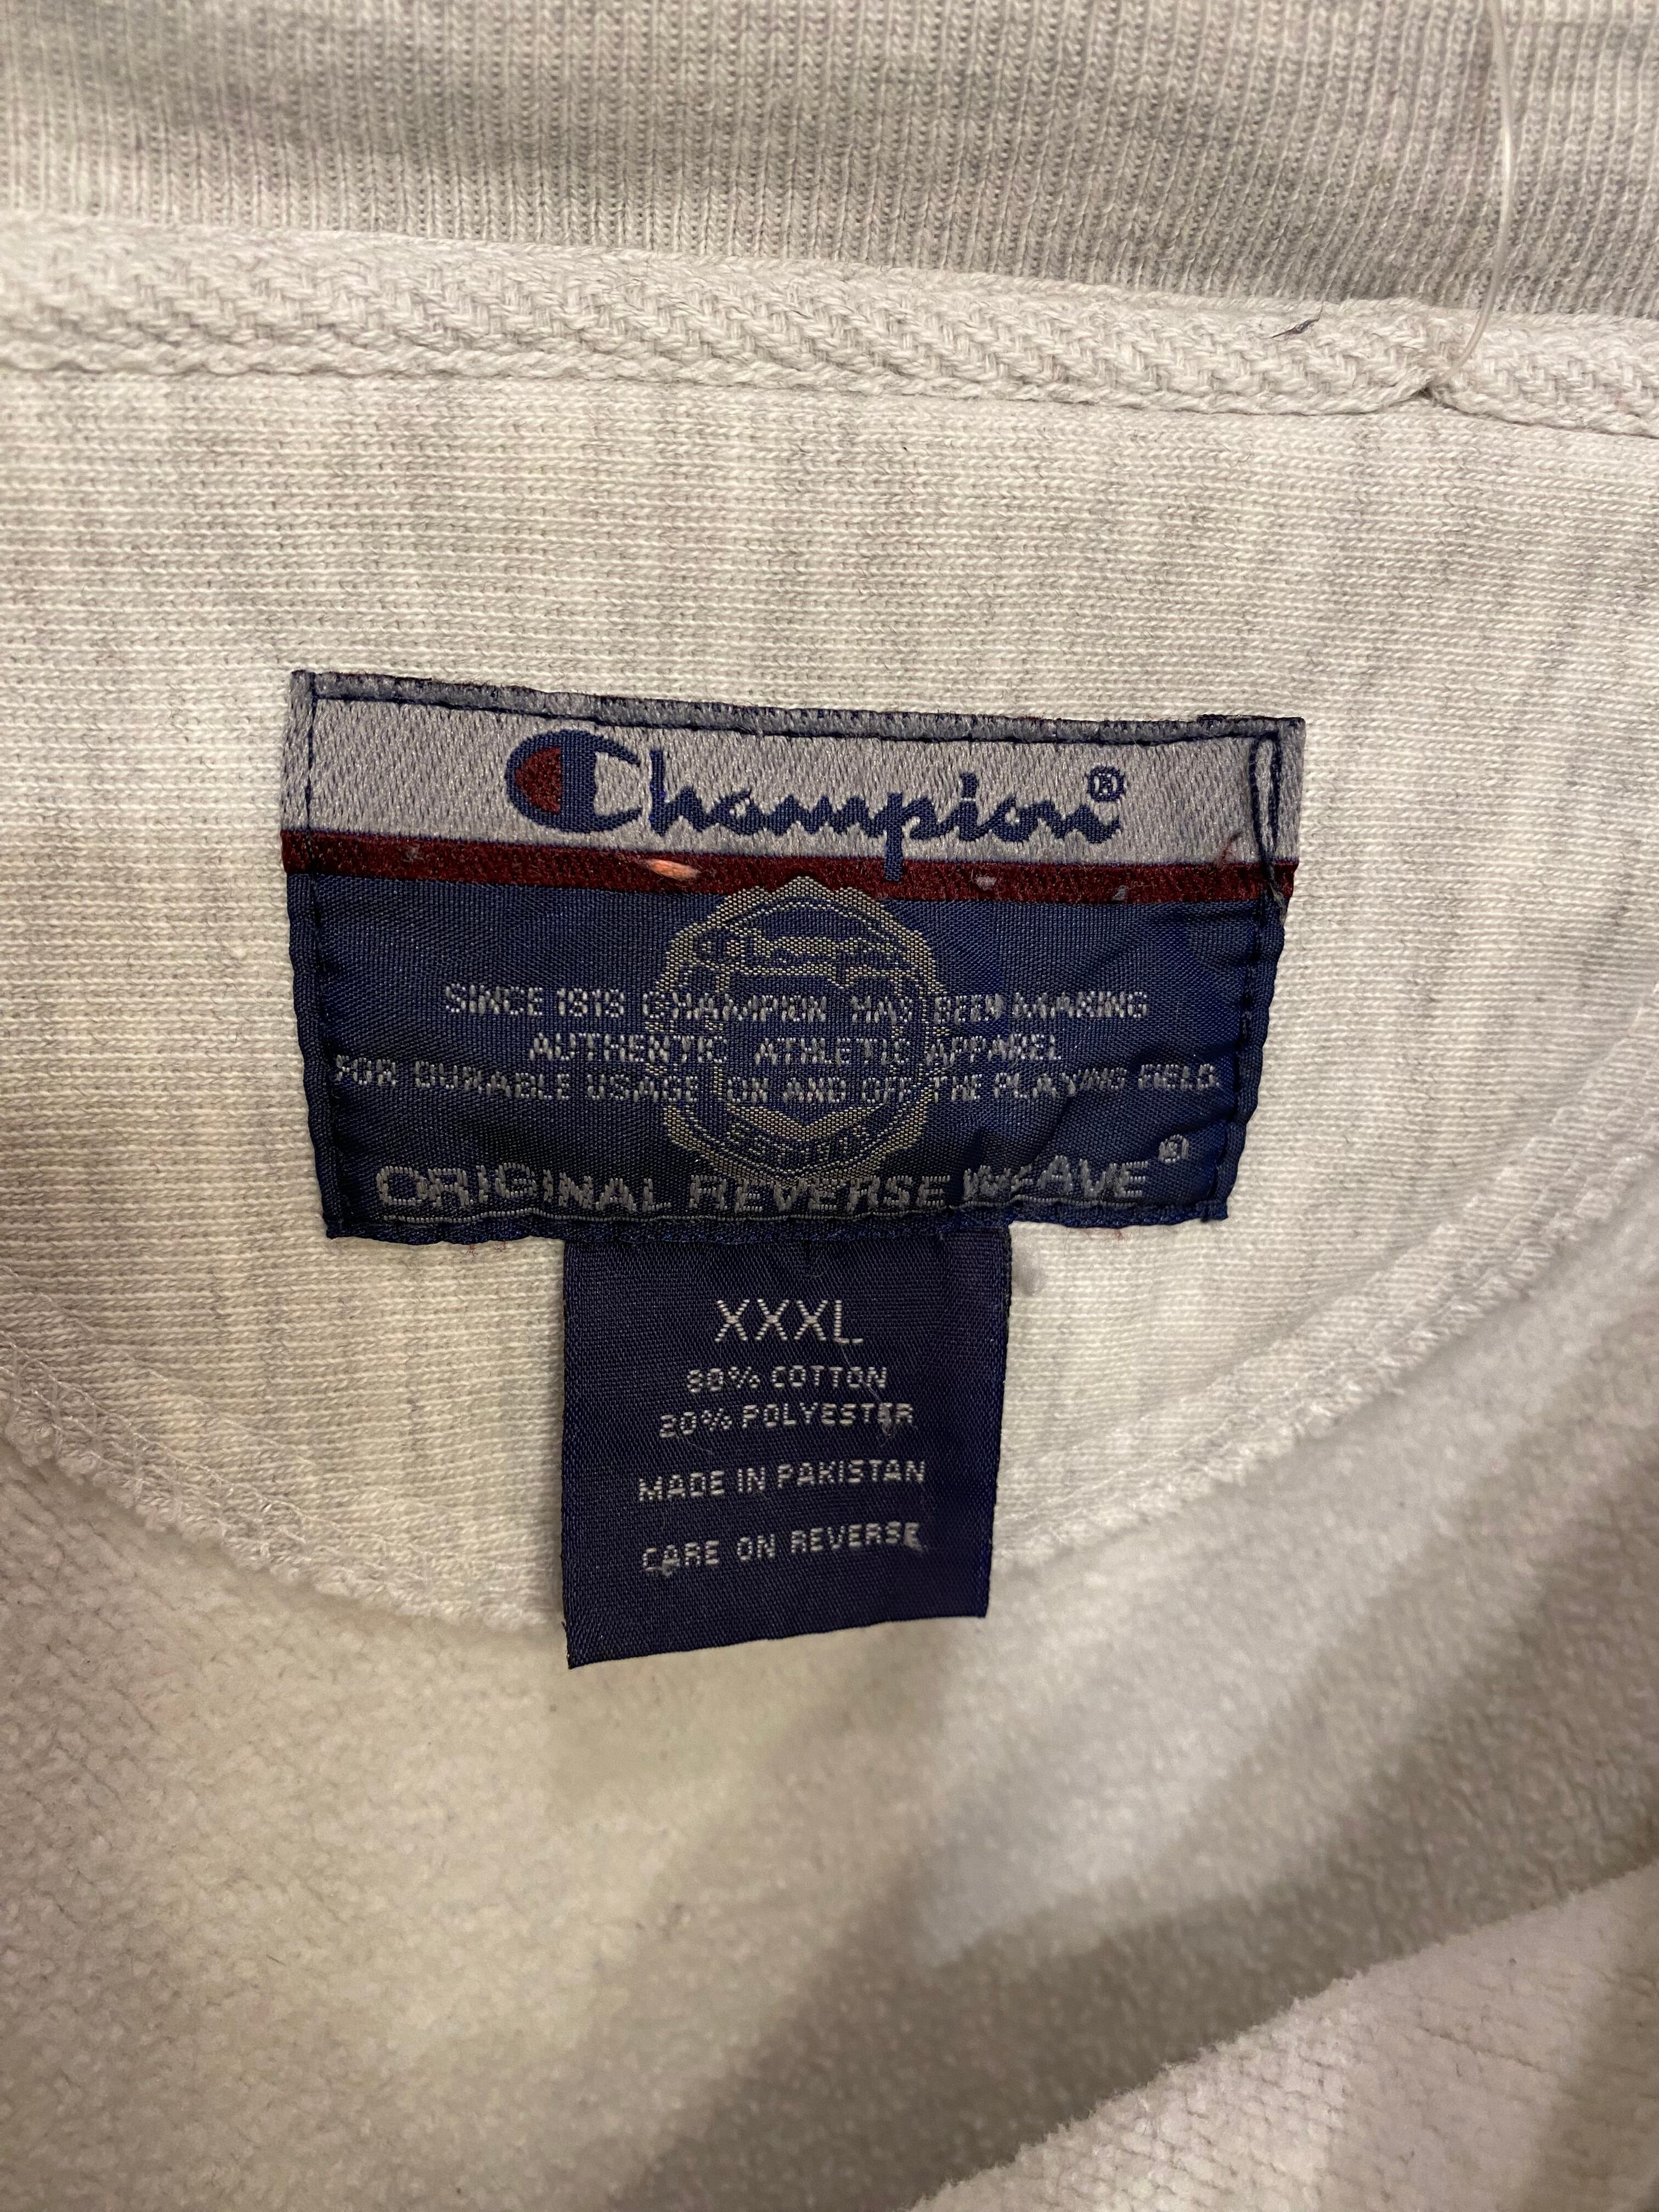 Champion®
Champion
SINCE 1919 CHAMPION HAS BEEN MAKING
AUTHENTIC ATHLETIC APPAREL
FOR DURABLE USAGE ON AND OFF THE PLAYING FIELD.
ORIGINAL REVERSE WEAVE®
XXXL
80% COTTON
20% POLYESTER
MADE IN PAKISTAN
CARE ON REVERSE